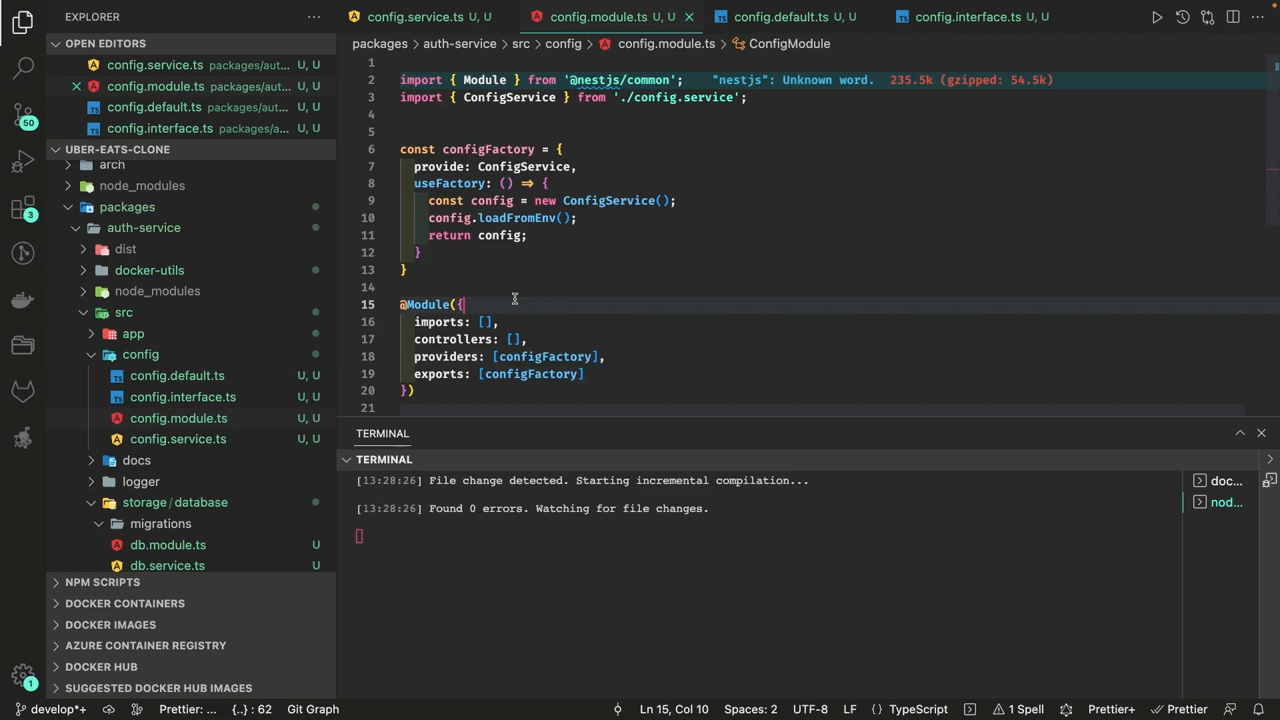 EXPLORER
OPEN EDITORS
config.service.ts packages/aut... U, U
config.module.ts packages/aut... U, U
config.default.ts packages/aut... U, U
config.interface.ts packages/a... U, U
UBER-EATS-CLONE
arch
node_modules
packages
auth-service
dist
docker-utils
node_modules
src
app
config
config.default.ts U, U
config.interface.ts U, U
config.module.ts U, U
config.service.ts U, U
docs
logger
storage/database
migrations
db.module.ts U
db.service.ts U
NPM SCRIPTS
DOCKER CONTAINERS
DOCKER IMAGES
AZURE CONTAINER REGISTRY
DOCKER HUB
SUGGESTED DOCKER HUB IMAGES
50
3
1
config.service.ts U, U
config.module.ts U, U
config.default.ts U, U
config.interface.ts U, U
packages > auth-service > src > config > config.module.ts > ConfigModule
1
2 import { Module } from '@nestjs/common'; "nestjs": Unknown word. 235.5k (gzipped: 54.5k)
3 import { ConfigService } from './config.service';
4
5
6 const configFactory = {
7 provide: ConfigService,
8 useFactory: () => {
9 const config = new ConfigService();
10 config.loadFromEnv();
11 return config;
12 }
13 }
14
15 @Module({
16 imports: [],
17 controllers: [],
18 providers: [configFactory],
19 exports: [configFactory]
20 })
21
TERMINAL
TERMINAL
[13:28:26] File change detected. Starting incremental compilation...
[13:28:26] Found 0 errors. Watching for file changes.
doc...
nod...
develop*+ Prettier: ... {..} : 62 Git Graph Ln 15, Col 10 Spaces: 2 UTF-8 LF {} TypeScript 1 Spell Prettier+ Prettier